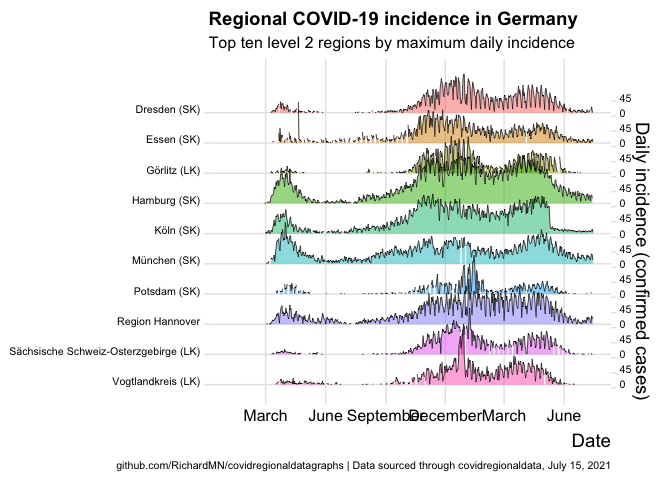 Regional COVID-19 incidence in Germany
Top ten level 2 regions by maximum daily incidence
Dresden (SK)
45
0
Essen (SK)
45
0
Görlitz (LK)
45
0
Hamburg (SK)
45
0
Köln (SK)
45
0
München (SK)
45
0
Potsdam (SK)
45
0
Region Hannover
45
0
Sächsische Schweiz-Osterzgebirge (LK)
45
0
Vogtlandkreis (LK)
45
0
Daily incidence (confirmed cases)
March June September December March June
Date
github.com/RichardMN/covidregionaldatagraphs | Data sourced through covidregionaldata, July 15, 2021